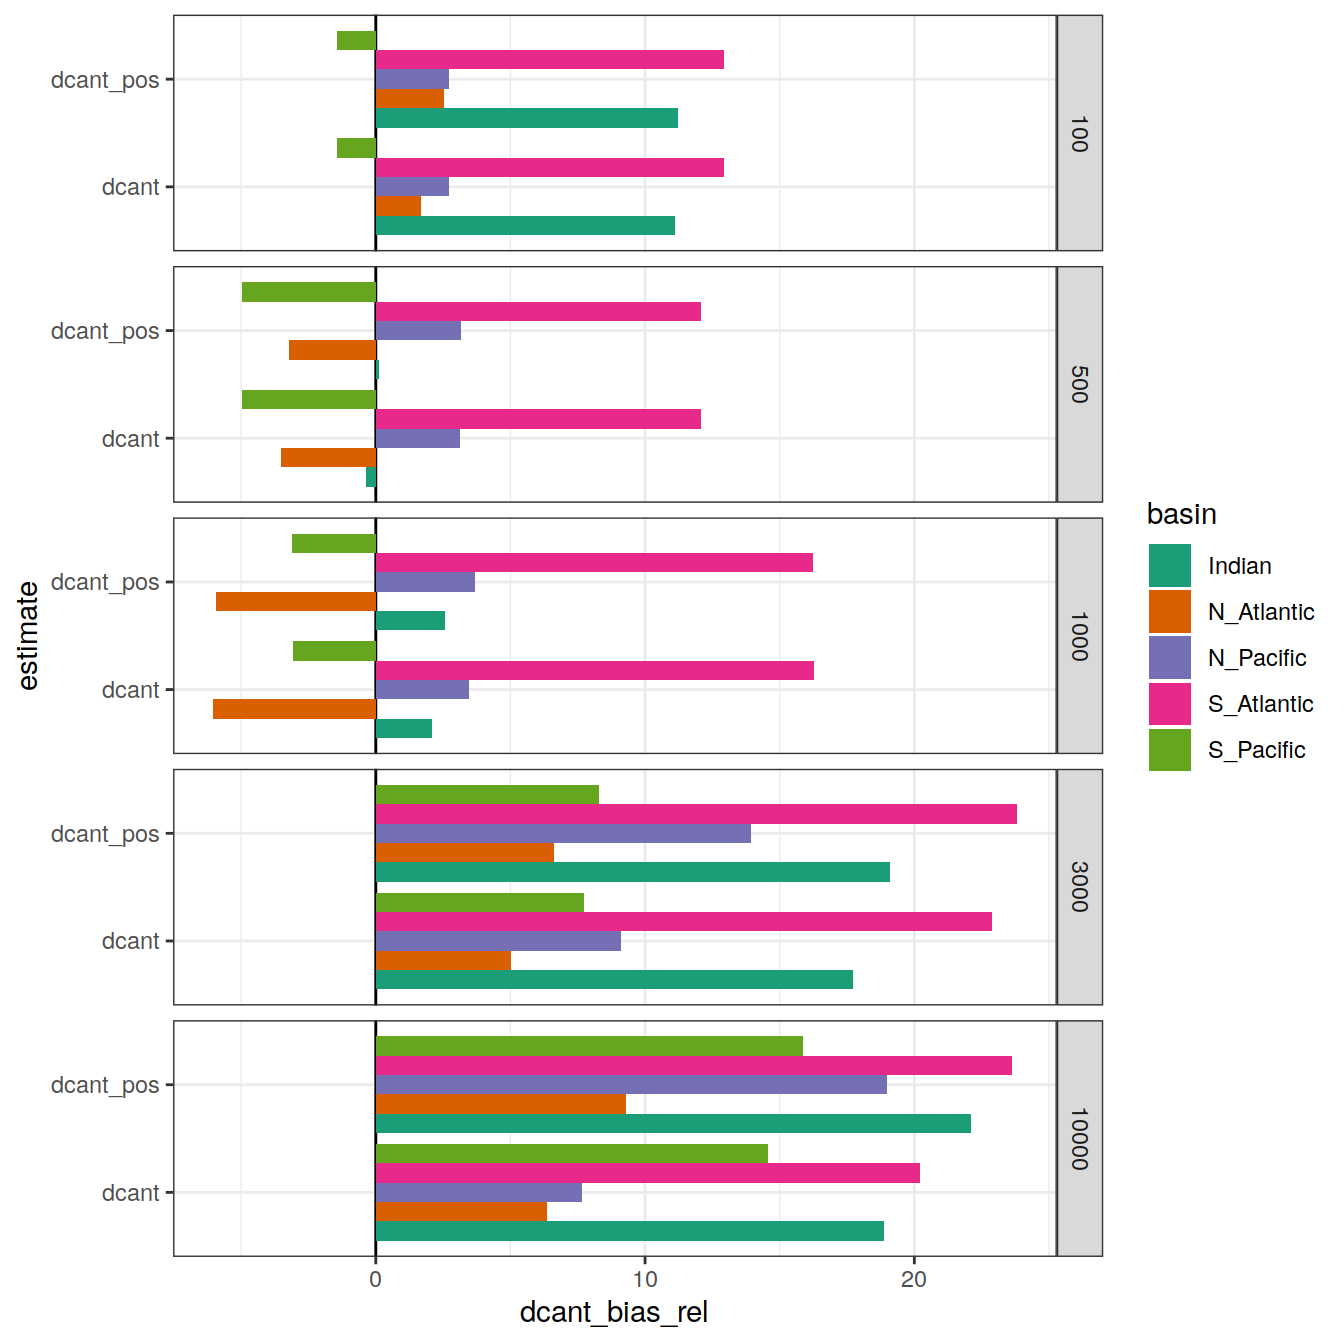 dcant_pos
dcant
100
dcant_pos
dcant
500
dcant_pos
dcant
1000
dcant_pos
dcant
3000
dcant_pos
dcant
10000
estimate
0 10 20
dcant_bias_rel
basin
Indian
N_Atlantic
N_Pacific
S_Atlantic
S_Pacific